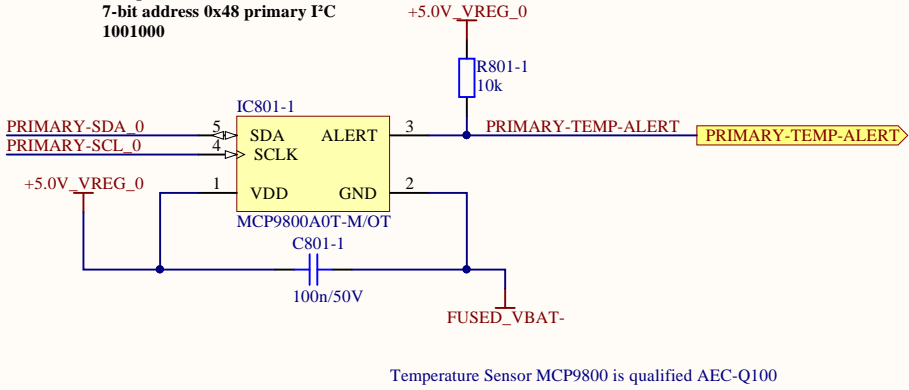 7-bit address 0x48 primary I²C
1001000
+5.0V_VREG_0
R801-1
10k
IC801-1
PRIMARY-SDA_0
5
SDA
ALERT
3
PRIMARY-TEMP-ALERT
PRIMARY-TEMP-ALERT
PRIMARY-SCL_0
4
SCLK
+5.0V_VREG_0
1
VDD
GND
2
MCP9800A0T-M/OT
C801-1
100n/50V
FUSED_VBAT-
Temperature Sensor MCP9800 is qualified AEC-Q100